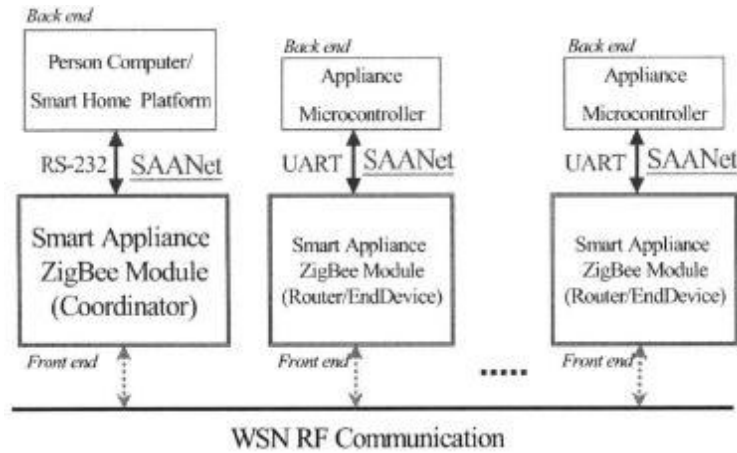 Back end
Person Computer/
Smart Home Platform
RS-232
SAANet
Smart Appliance
ZigBee Module
(Coordinator)
Front end
Back end
Appliance
Microcontroller
UART
SAANet
Smart Appliance
ZigBee Module
(Router/EndDevice)
Front end
.....
Back end
Appliance
Microcontroller
UART
SAANet
Smart Appliance
ZigBee Module
(Router/EndDevice)
Front end
WSN RF Communication